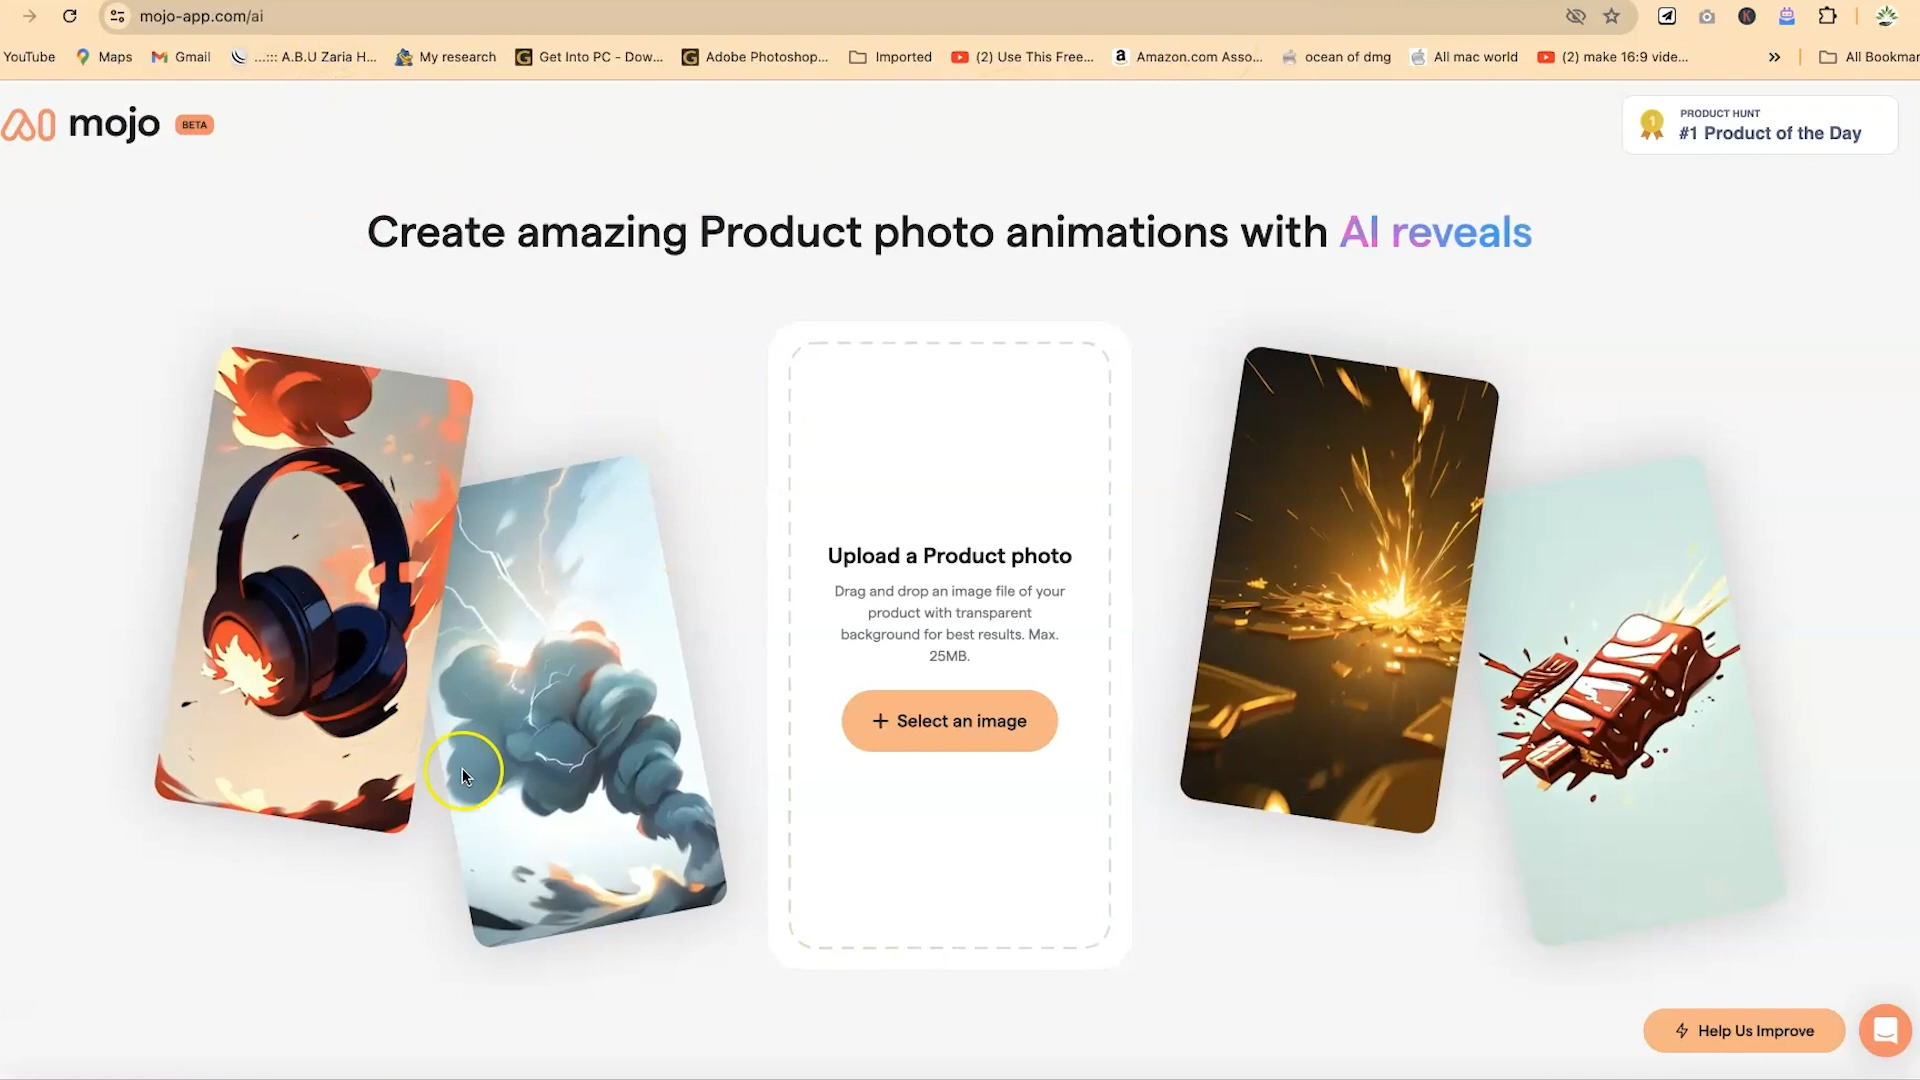 mojo-app.com/ai
YouTube Maps Gmail ...::: A.B.U Zaria H... My research Get Into PC - Dow... Adobe Photoshop... Imported (2) Use This Free... Amazon.com Asso... ocean of dmg All mac world (2) make 16:9 vide... » All Bookmar
mojo BETA
PRODUCT HUNT
#1 Product of the Day
Create amazing Product photo animations with AI reveals
Upload a Product photo
Drag and drop an image file of your
product with transparent
background for best results. Max.
25MB.
+ Select an image
Help Us Improve